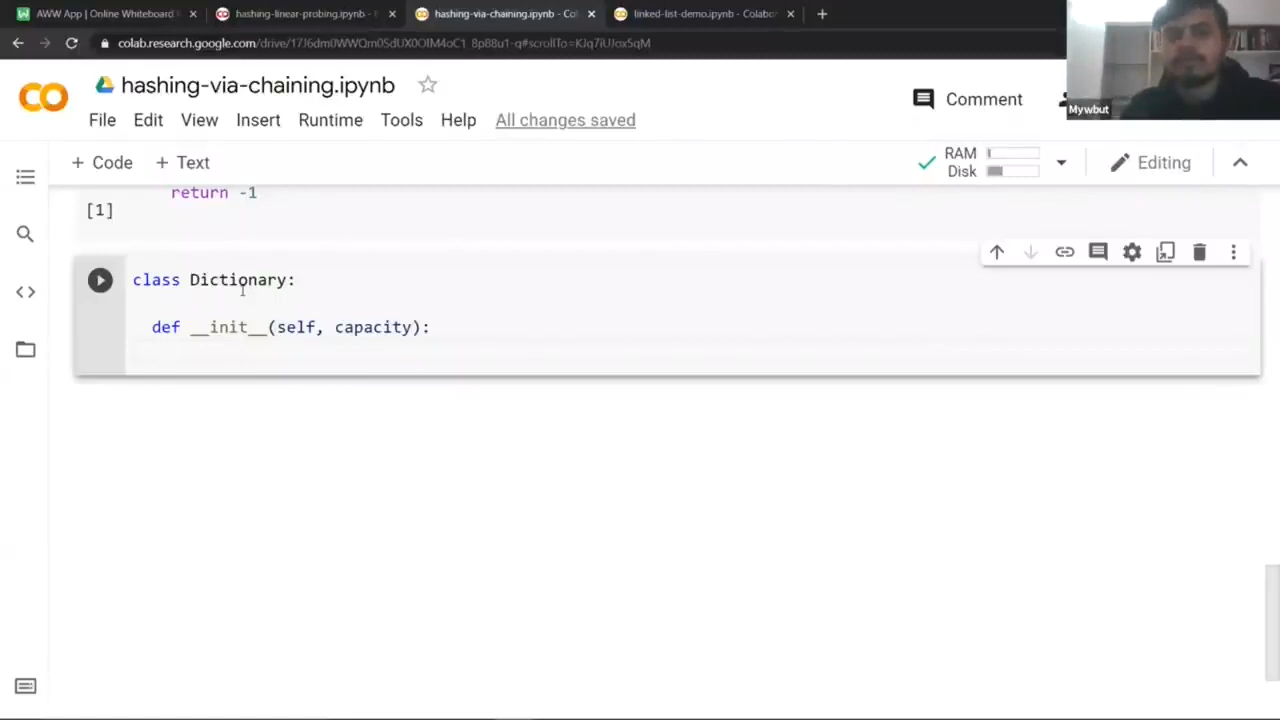 AWW App | Online Whiteboard
hashing-linear-probing.ipynb -
hashing-via-chaining.ipynb - Col
linked-list-demo.ipynb - Colabor
hashing-via-chaining.ipynb
Comment
Mywbut
File Edit View Insert Runtime Tools Help All changes saved
+ Code + Text
RAM
Disk
Editing
return -1
[1]
class Dictionary:
def __init__(self, capacity):